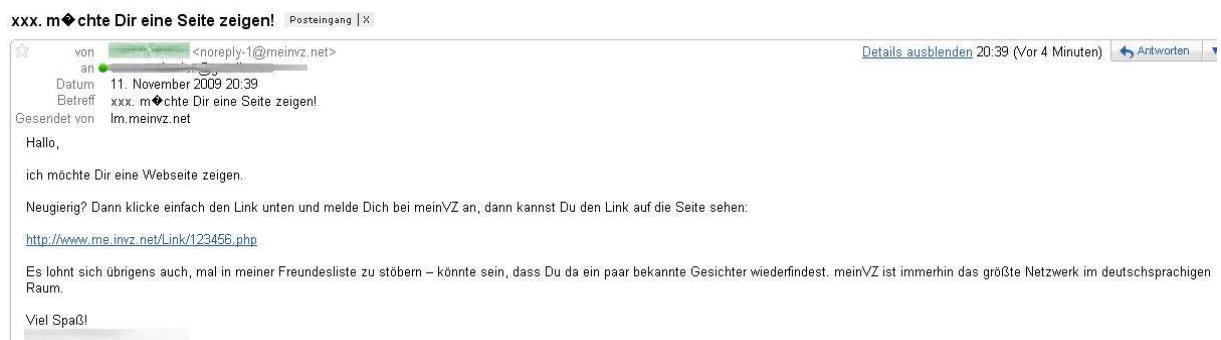 xxx. m�chte Dir eine Seite zeigen! Posteingang | X
von <noreply-1@meinvz.net> Details ausblenden 20:39 (Vor 4 Minuten) Antworten
an
Datum 11. November 2009 20:39
Betreff xxx. m�chte Dir eine Seite zeigen!
Gesendet von lm.meinvz.net
Hallo,
ich möchte Dir eine Webseite zeigen.
Neugierig? Dann klicke einfach den Link unten und melde Dich bei meinVZ an, dann kannst Du den Link auf die Seite sehen:
http://www.me.invz.net/Link/123456.php
Es lohnt sich übrigens auch, mal in meiner Freundesliste zu stöbern – könnte sein, dass Du da ein paar bekannte Gesichter wiederfindest. meinVZ ist immerhin das größte Netzwerk im deutschsprachigen
Raum.
Viel Spaß!